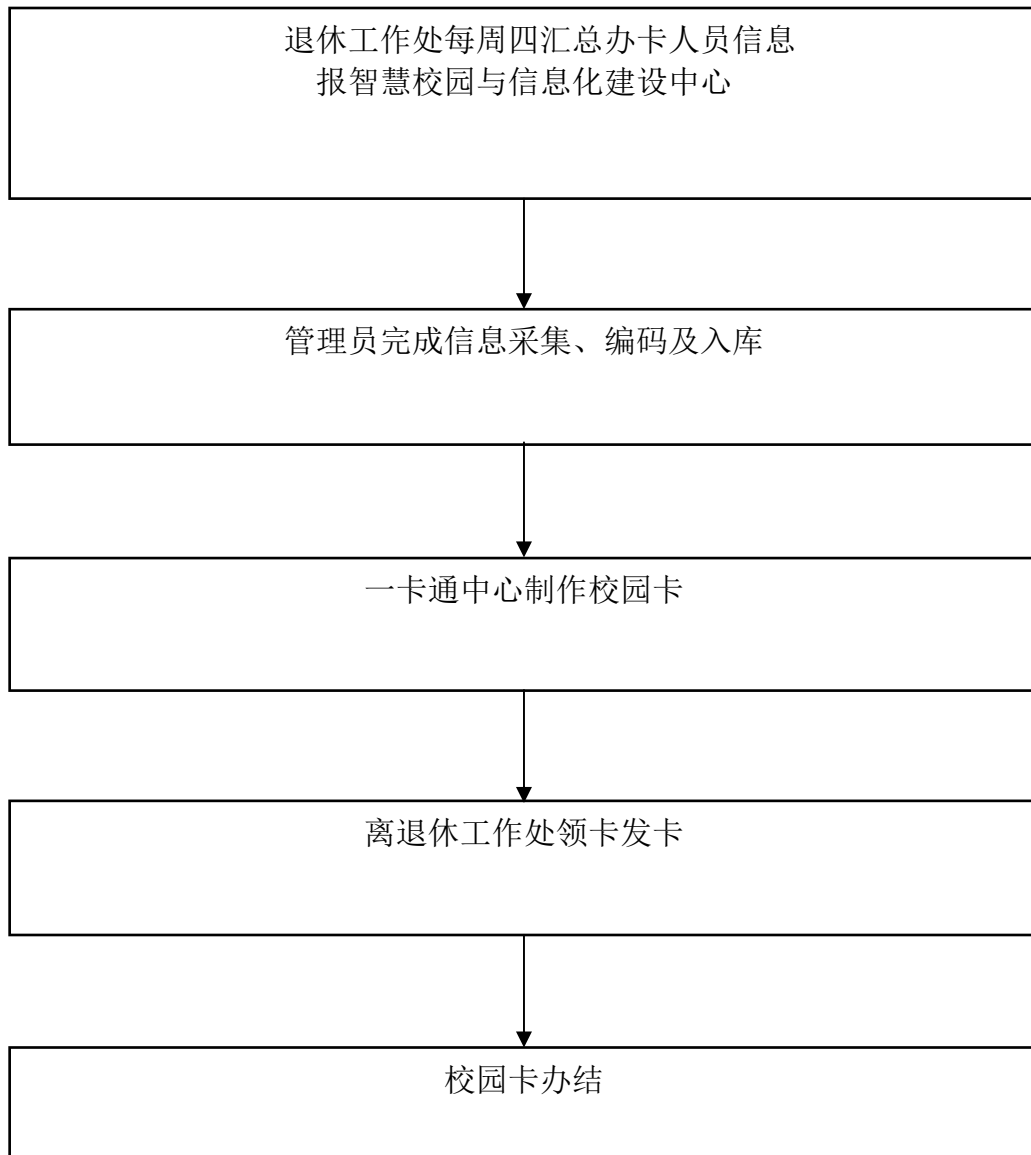 退休工作处每周四汇总办卡人员信息
报智慧校园与信息化建设中心
管理员完成信息采集、编码及入库
一卡通中心制作校园卡
离退休工作处领卡发卡
校园卡办结